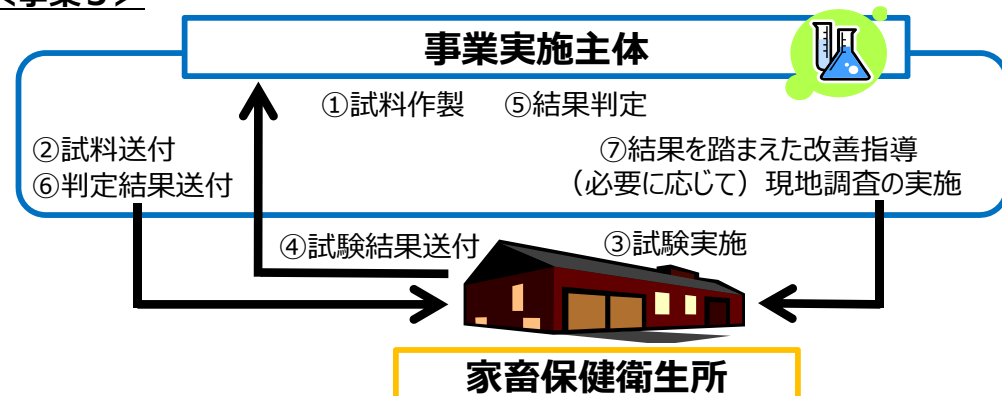 事業実施主体
①試料作製 ⑤結果判定
②試料送付
⑥判定結果送付
⑦結果を踏まえた改善指導
（必要に応じて）現地調査の実施
④試験結果送付
③試験実施
家畜保健衛生所